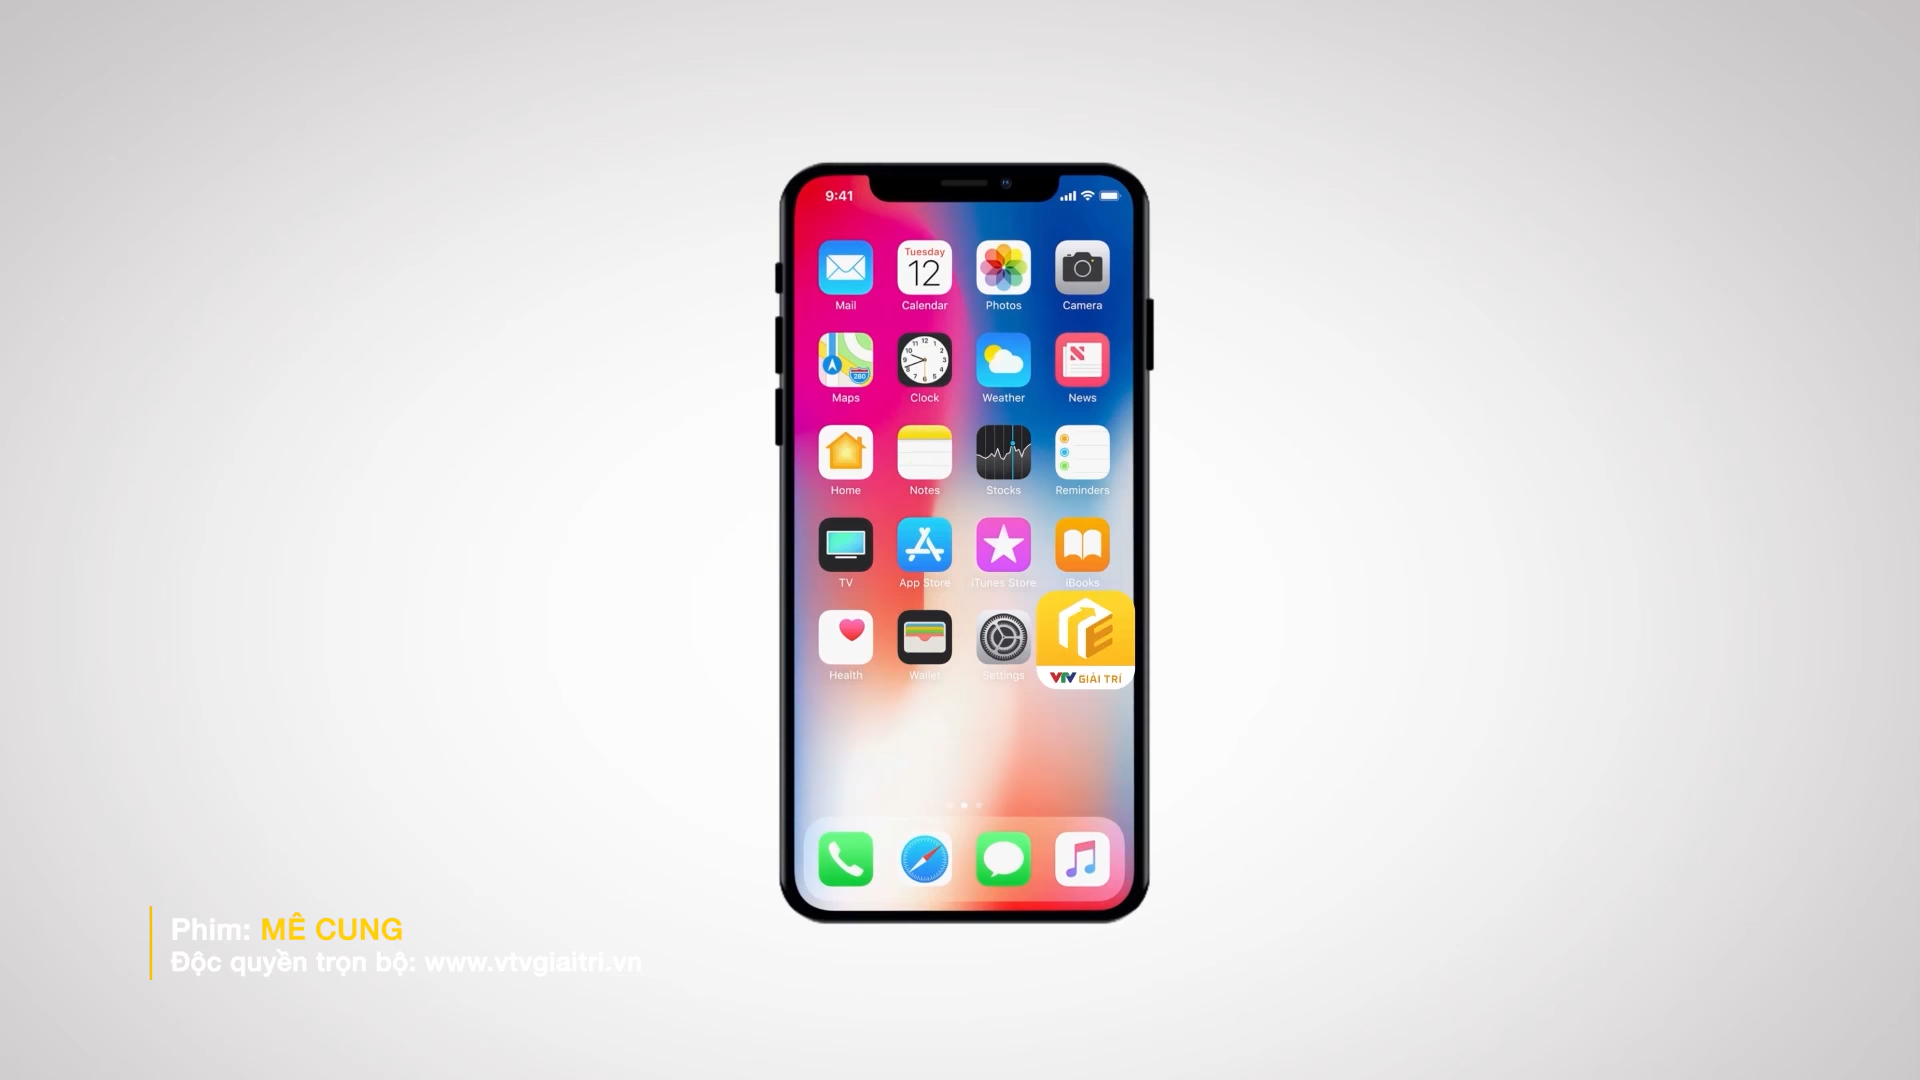 9:41
Tuesday
12
Mail
Calendar
Photos
Camera
280
Maps
Clock
Weather
News
Home
Notes
Stocks
Reminders
TV
App Store
iTunes Store
iBooks
VTV GIẢI TRÍ
Health
Wallet
Settings
Phim: MÊ CUNG
Độc quyền trọn bộ: www.vtvgiaitri.vn